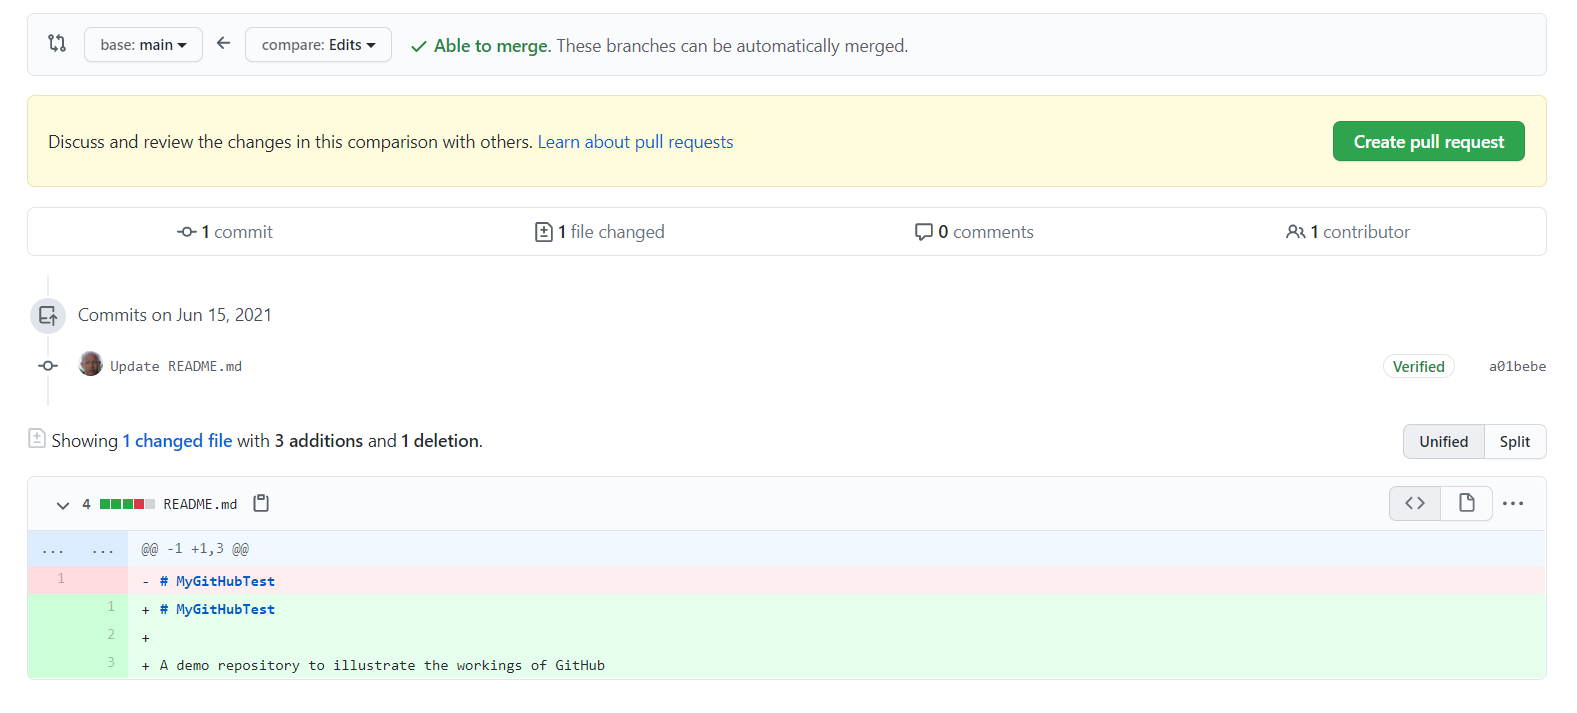 base: main compare: Edits Able to merge. These branches can be automatically merged.
Discuss and review the changes in this comparison with others. Learn about pull requests Create pull request
1 commit 1 file changed 0 comments 1 contributor
Commits on Jun 15, 2021
Update README.md Verified a01bebe
Showing 1 changed file with 3 additions and 1 deletion. Unified Split
4 README.md
... ... @@ -1 +1,3 @@
1 - # MyGitHubTest
1 + # MyGitHubTest
2 +
3 + A demo repository to illustrate the workings of GitHub